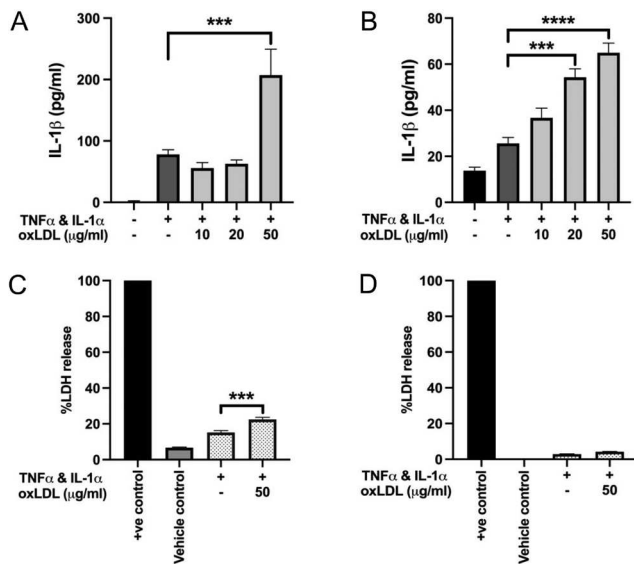 A
IL-1β (pg/ml)
300
200
100
0
***
TNFα & IL-1α - + + + +
oxLDL (μg/ml) - - 10 20 50
B
IL-1β (pg/ml)
80
60
40
20
0
****
***
TNFα & IL-1α - + + + +
oxLDL (μg/ml) - - 10 20 50
C
%LDH release
100
80
60
40
20
0
***
TNFα & IL-1α + +
oxLDL (μg/ml) - 50
+ve control
Vehicle control
D
%LDH release
100
80
60
40
20
0
TNFα & IL-1α + +
oxLDL (μg/ml) - 50
+ve control
Vehicle control